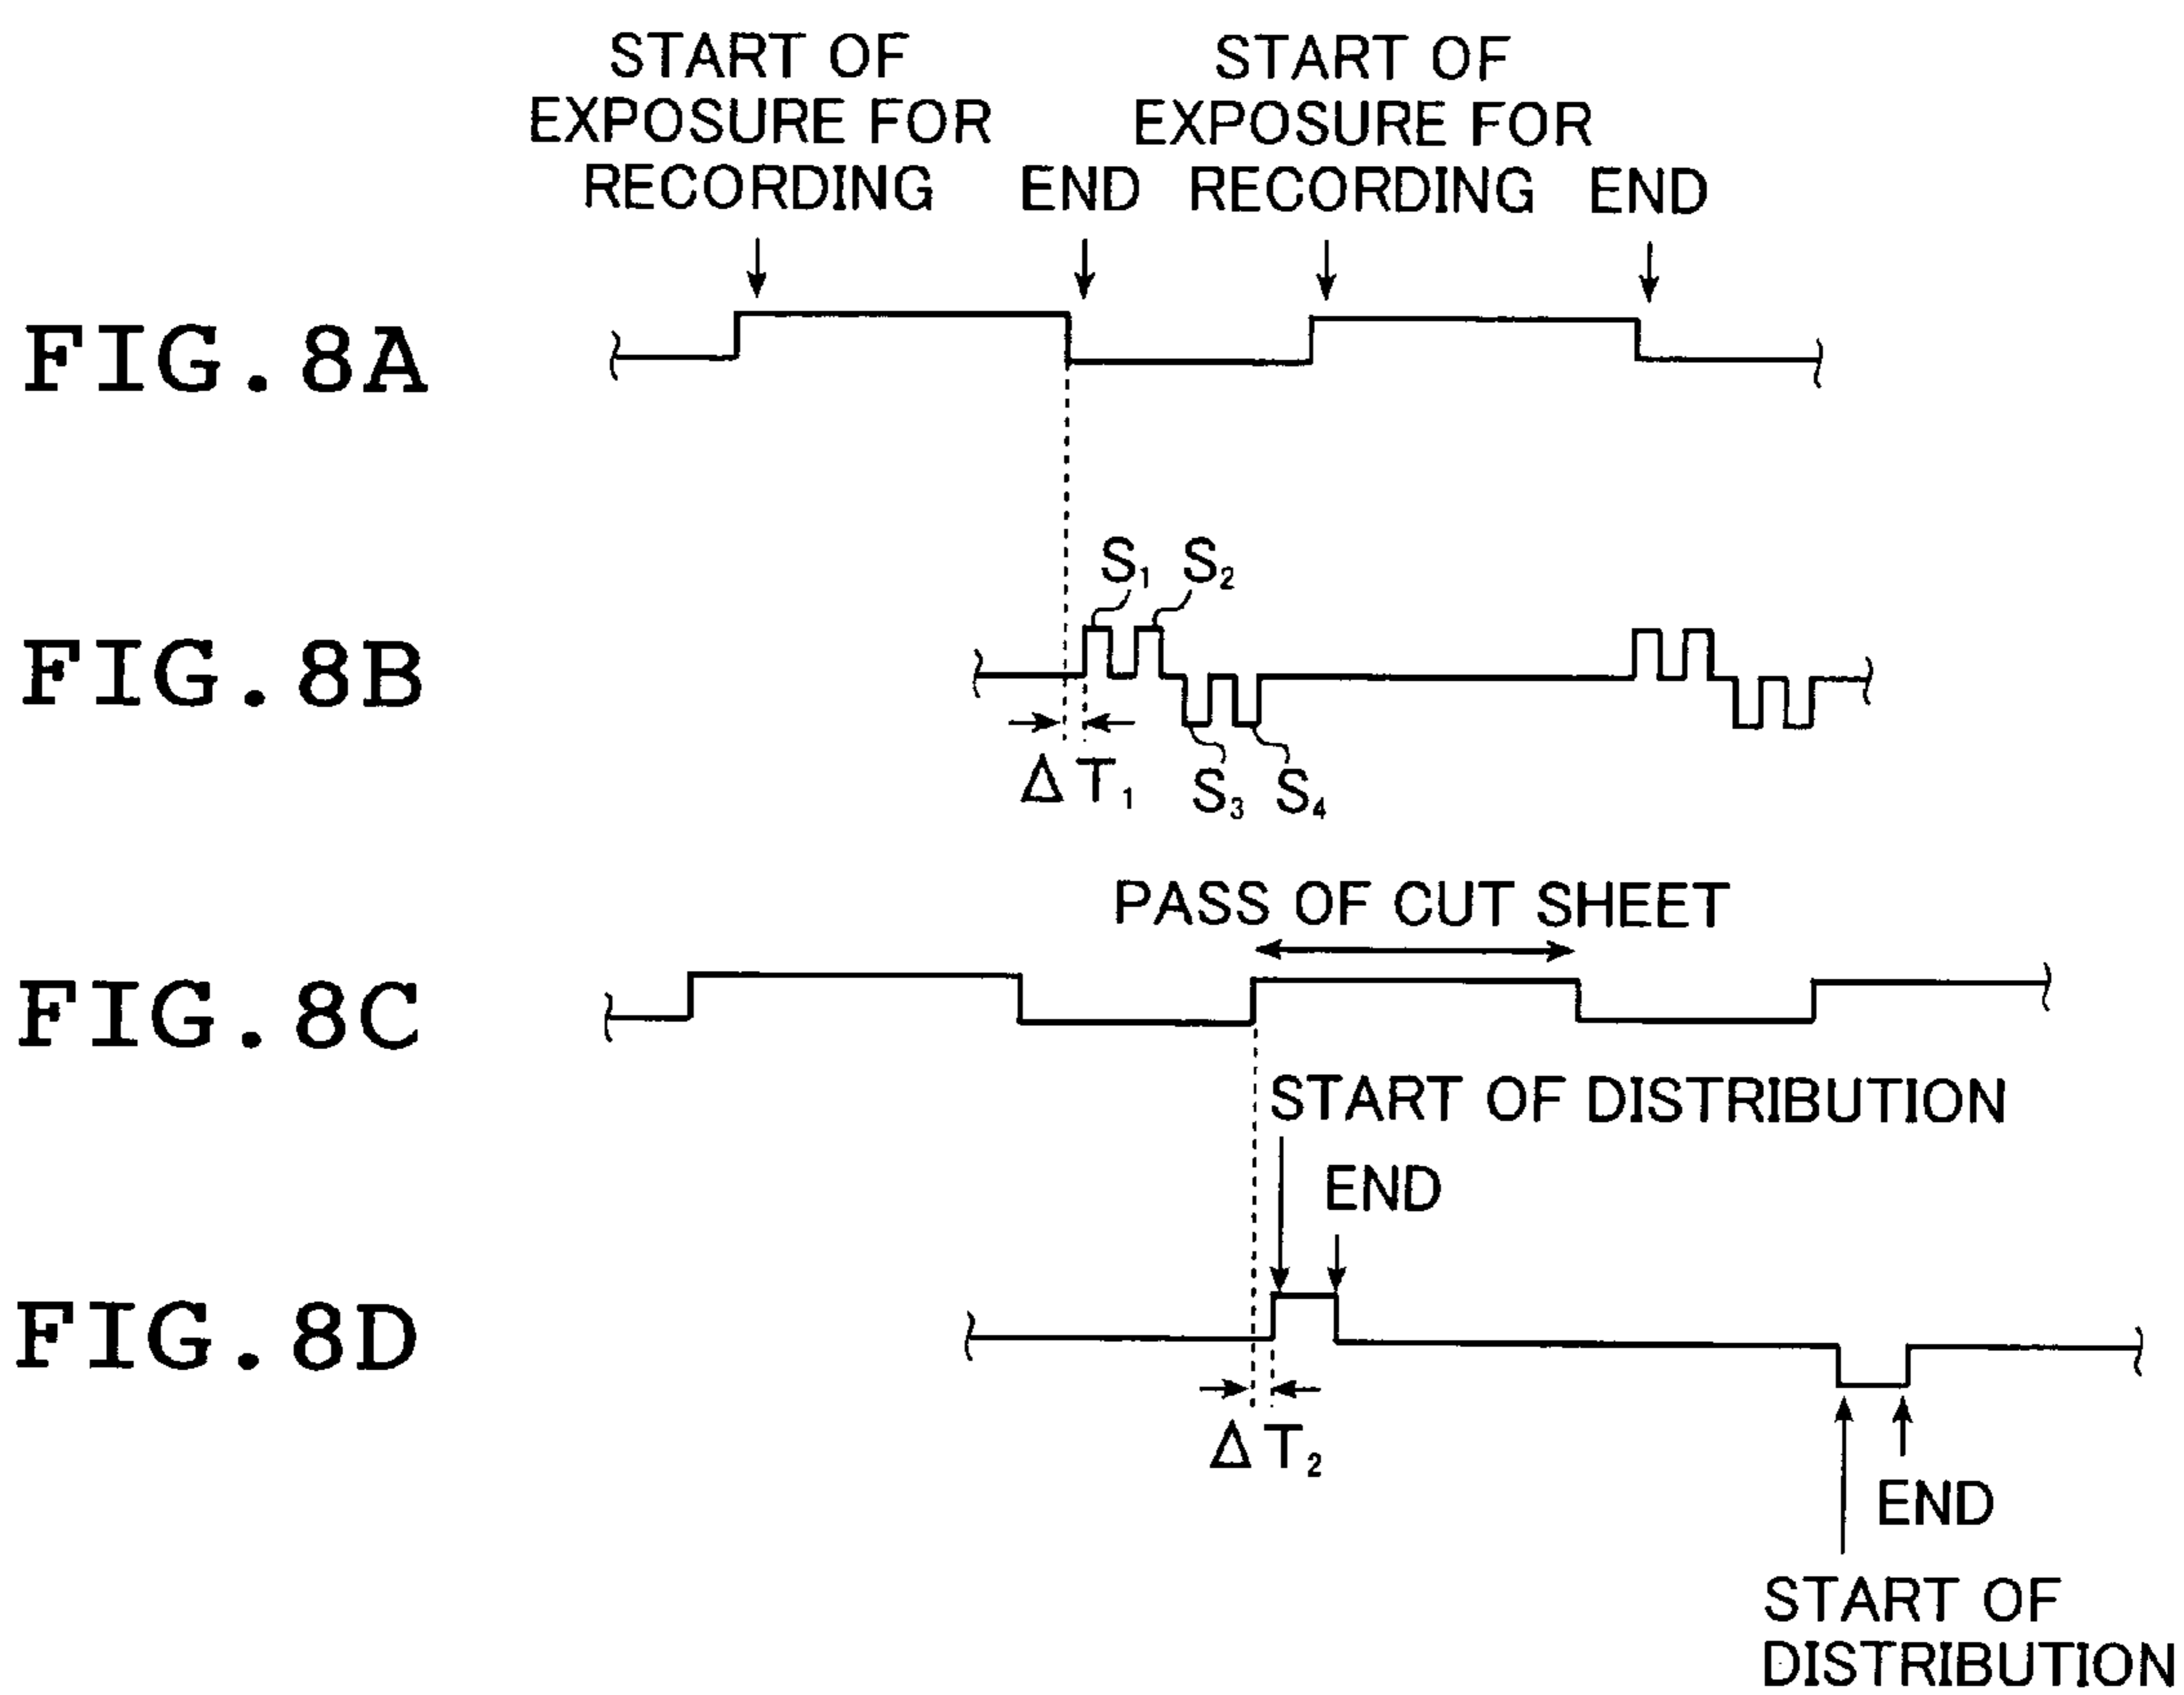 START OF
EXPOSURE FOR
RECORDING
END
START OF
EXPOSURE FOR
RECORDING
END
FIG.8A
S1
S2
FIG.8B
ΔT1
S3
S4
PASS OF CUT SHEET
FIG.8C
START OF DISTRIBUTION
END
FIG.8D
ΔT2
END
START OF
DISTRIBUTION